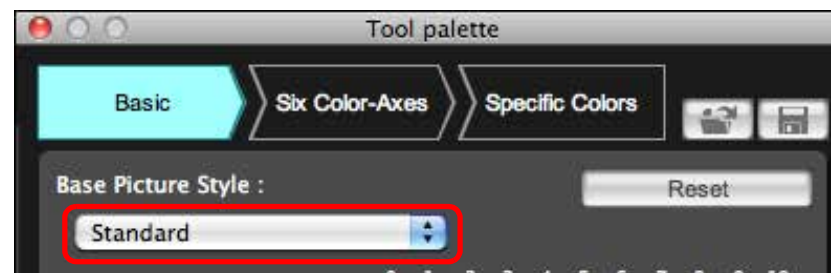 Tool palette
Basic Six Color-Axes Specific Colors
Base Picture Style : Reset
Standard